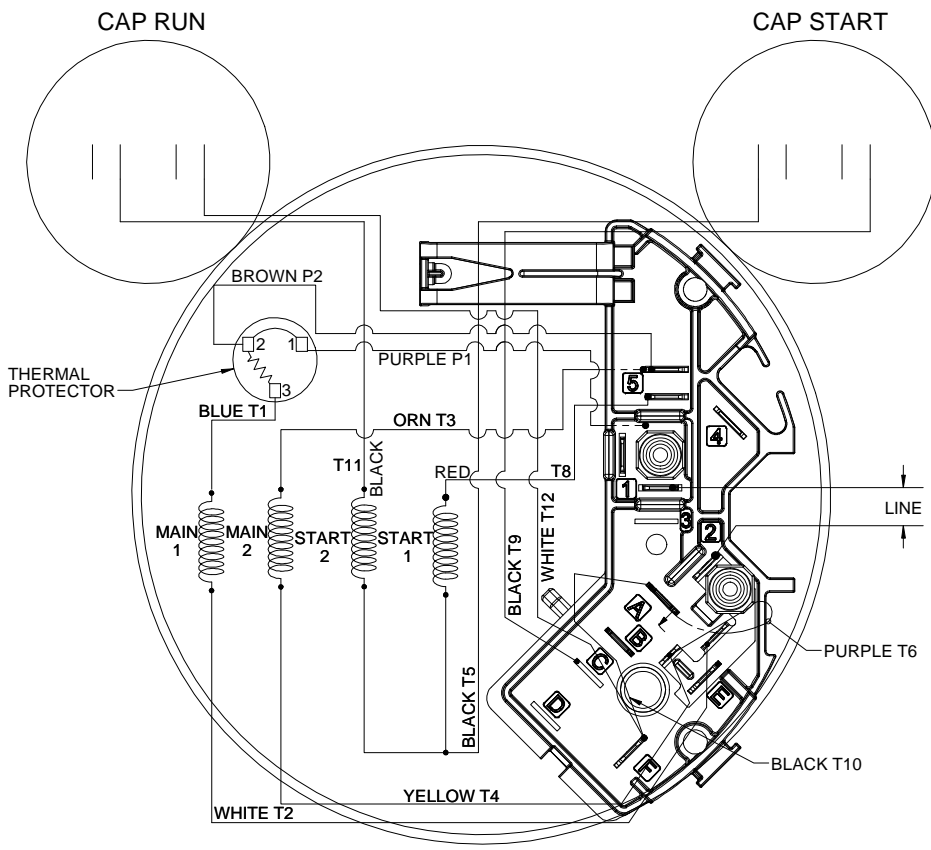 CAP RUN
CAP START
BROWN P2
2
1
PURPLE P1
THERMAL
PROTECTOR
3
BLUE T1
5
ORN T3
4
T11
BLACK
RED
T8
1
LINE
MAIN
1
MAIN
2
START
2
START
1
BLACK T9
WHITE T12
3
2
A
B
C
D
PURPLE T6
BLACK T5
E
F
BLACK T10
YELLOW T4
WHITE T2